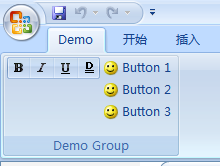 Demo 开始 插入
B I U D Button 1
Button 2
Button 3
Demo Group